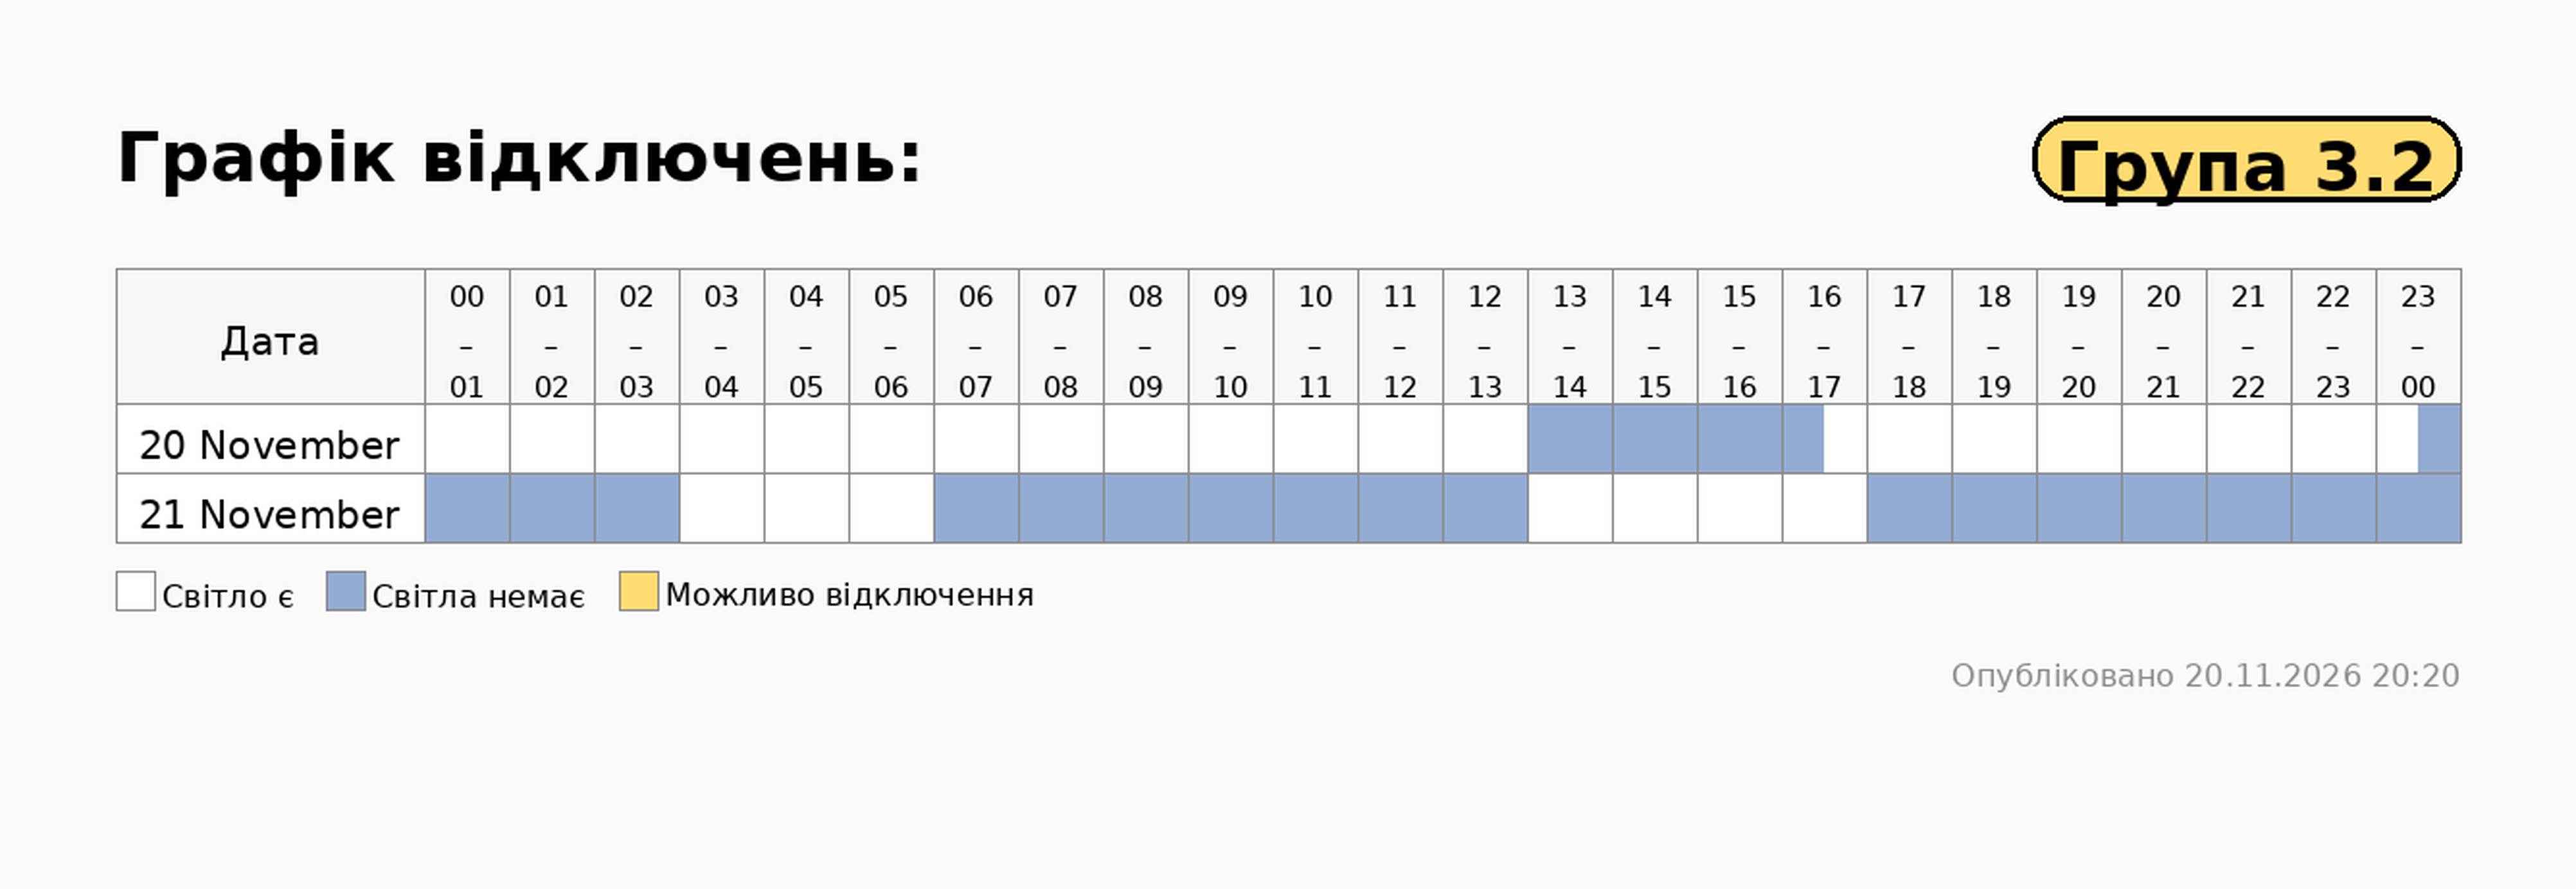 Графік відключень:
Група 3.2
Дата 00 – 01 01 – 02 02 – 03 03 – 04 04 – 05 05 – 06 06 – 07 07 – 08 08 – 09 09 – 10 10 – 11 11 – 12 12 – 13 13 – 14 14 – 15 15 – 16 16 – 17 17 – 18 18 – 19 19 – 20 20 – 21 21 – 22 22 – 23 23 – 00
20 November
21 November
Світло є Світла немає Можливо відключення
Опубліковано 20.11.2026 20:20